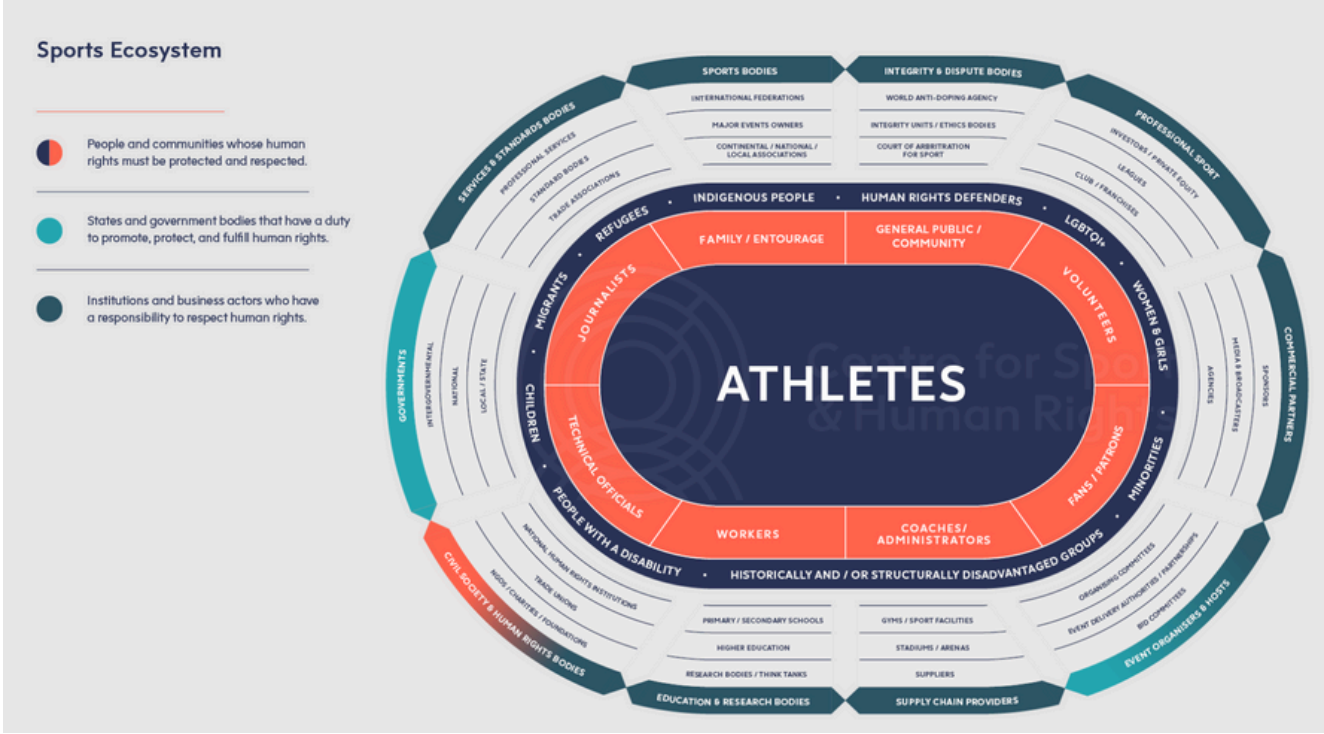 Sports Ecosystem
People and communities whose human
rights must be protected and respected.
States and government bodies that have a duty
to promote, protect, and fulfill human rights.
Institutions and business actors who have
a responsibility to respect human rights.
SPORTS BODIES
INTERNATIONAL FEDERATIONS
MAJOR EVENTS OWNERS
CONTINENTAL / NATIONAL /
LOCAL ASSOCIATIONS
INTEGRITY & DISPUTE BODIES
WORLD ANTI-DOPING AGENCY
INTEGRITY UNITS / ETHICS BODIES
COURT OF ARBRITRATION
FOR SPORT
PROFESSIONAL SPORT
INVESTORS / PRIVATE EQUITY
LEAGUES
CLUB / FRANCHISES
COMMERCIAL PARTNERS
SPONSORS
MEDIA & BROADCASTERS
AGENCIES
EVENT ORGANISERS & HOSTS
BID COMMITTEES
EVENT DELIVERY AUTHORITIES / PARTNERSHIPS
ORGANISING COMMITTEES
SUPPLY CHAIN PROVIDERS
SUPPLIERS
STADIUMS / ARENAS
GYMS / SPORT FACILITIES
EDUCATION & RESEARCH BODIES
RESEARCH BODIES / THINK TANKS
HIGHER EDUCATION
PRIMARY / SECONDARY SCHOOLS
CIVIL SOCIETY & HUMAN RIGHTS BODIES
NGOS / CHARITIES / FOUNDATIONS
TRADE UNIONS
NATIONAL HUMAN RIGHTS INSTITUTIONS
GOVERNMENTS
INTERGOVERNMENTAL
NATIONAL
LOCAL / STATE
SERVICES & STANDARDS BODIES
PROFESSIONAL SERVICES
STANDARD BODIES
TRADE ASSOCIATIONS
INDIGENOUS PEOPLE • HUMAN RIGHTS DEFENDERS • LGBTQI+ • WOMEN & GIRLS • MINORITIES • HISTORICALLY AND / OR STRUCTURALLY DISADVANTAGED GROUPS • PEOPLE WITH A DISABILITY • CHILDREN • MIGRANTS • REFUGEES •
FAMILY / ENTOURAGE
GENERAL PUBLIC /
COMMUNITY
VOLUNTEERS
FANS / PATRONS
COACHES/
ADMINISTRATORS
WORKERS
TECHNICAL OFFICIALS
JOURNALISTS
ATHLETES
Centre for Sport
& Human Rights